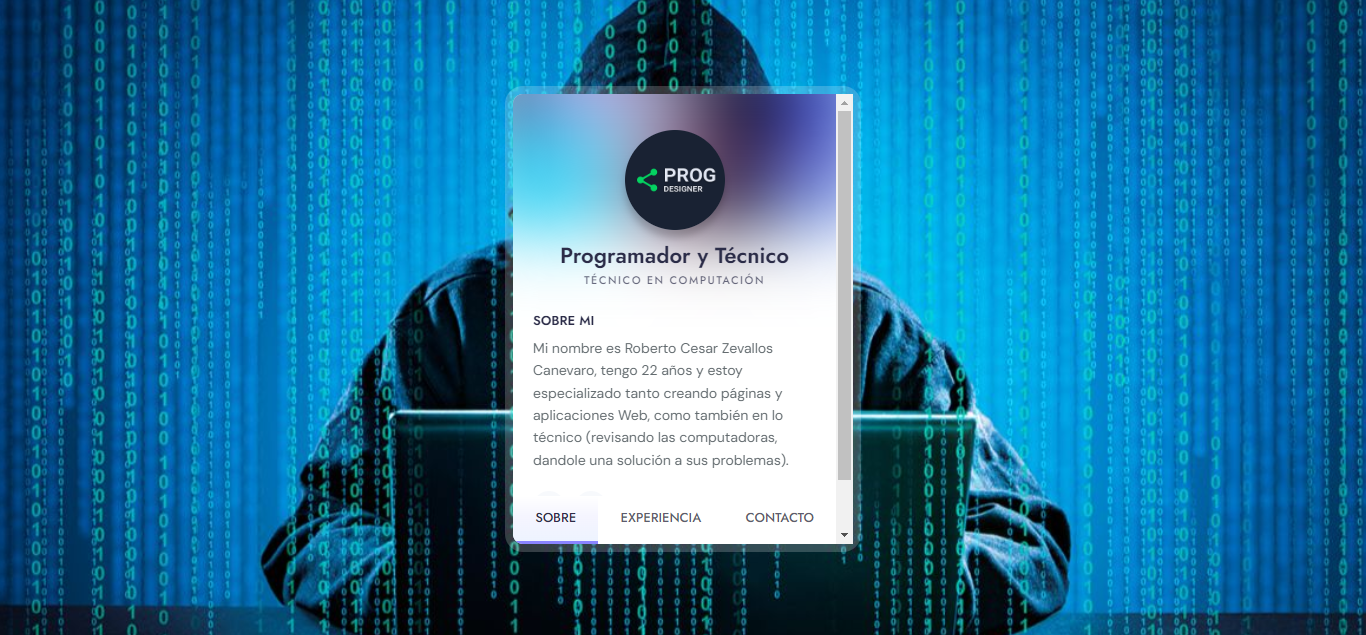 PROG
DESIGNER
Programador y Técnico
TÉCNICO EN COMPUTACIÓN
SOBRE MI
Mi nombre es Roberto Cesar Zevallos
Canevaro, tengo 22 años y estoy
especializado tanto creando páginas y
aplicaciones Web, como también en lo
técnico (revisando las computadoras,
dandole una solución a sus problemas).
SOBRE EXPERIENCIA CONTACTO